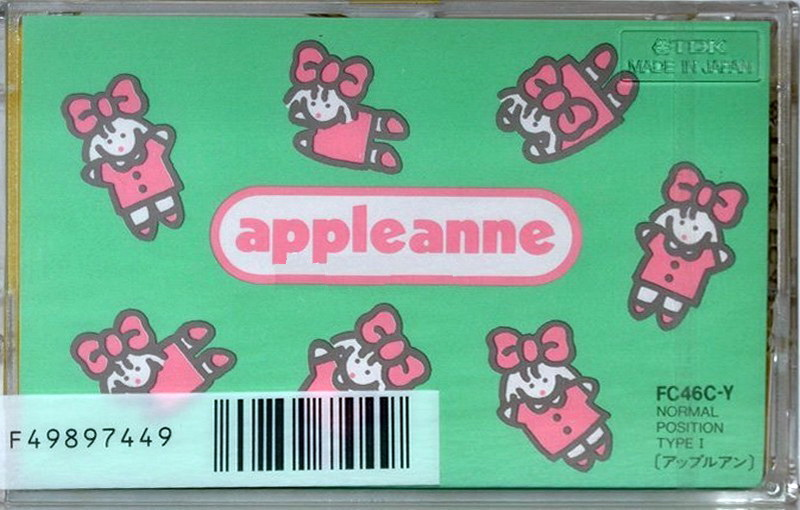 TDK
MADE IN JAPAN
appleanne
FC46C-Y
NORMAL
POSITION
TYPE I
〔アップルアン〕
F49897449